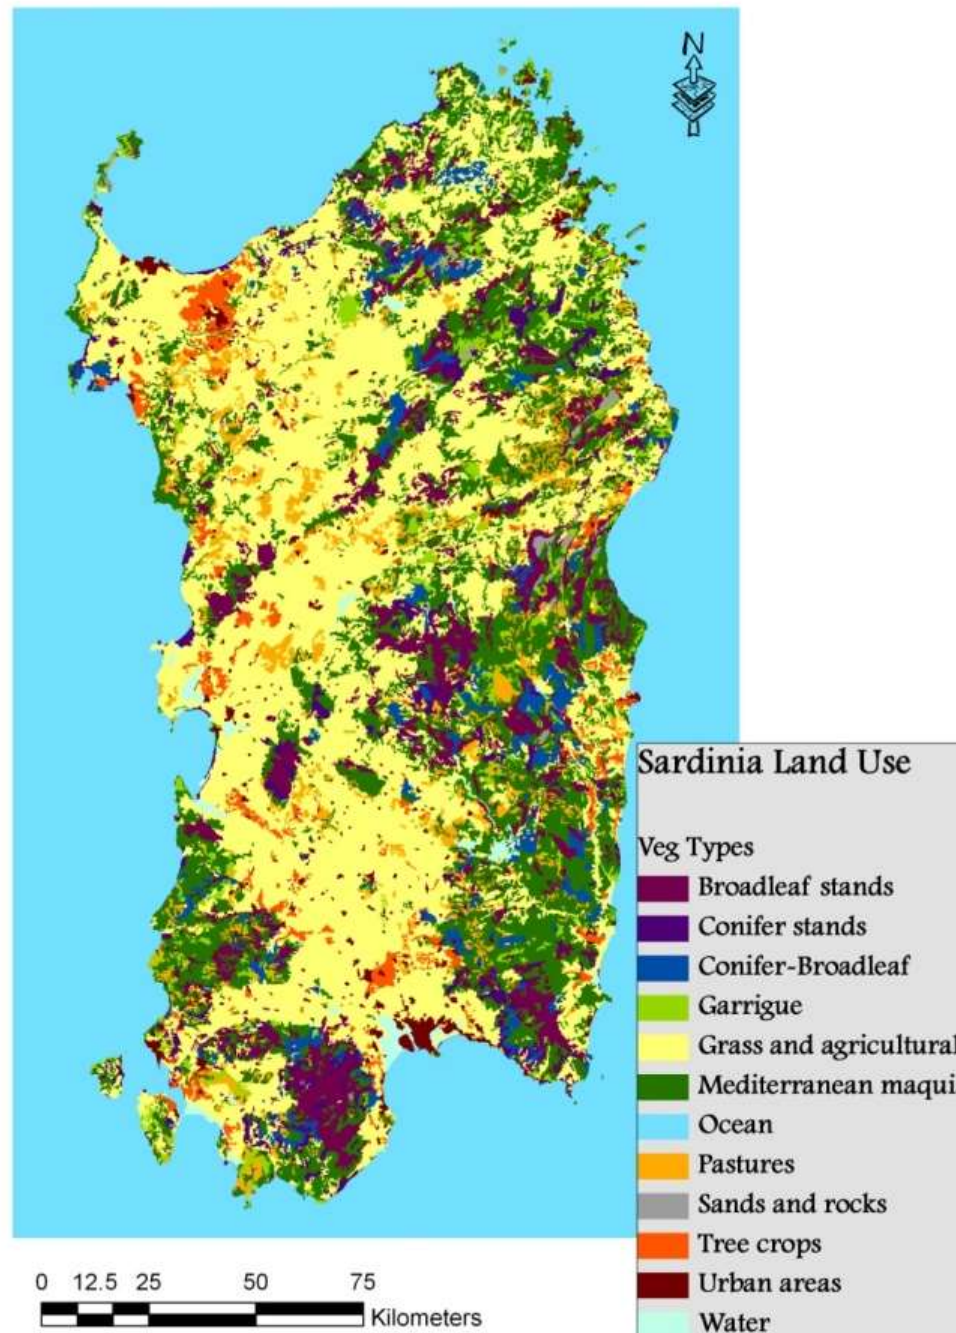 N
Sardinia Land Use
Veg Types
Broadleaf stands
Conifer stands
Conifer-Broadleaf
Garrigue
Grass and agricultural
Mediterranean maqui
Ocean
Pastures
Sands and rocks
Tree crops
Urban areas
Water
0 12.5 25 50 75
Kilometers